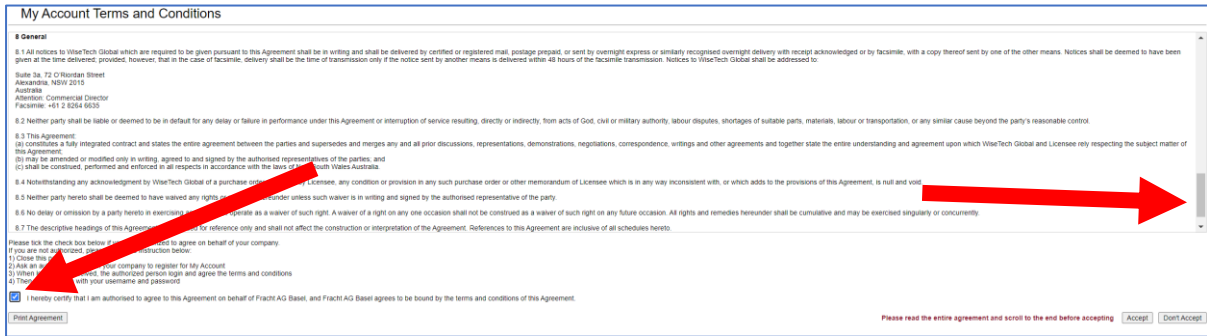 My Account Terms and Conditions
8 General
8.1 All notices to WiseTech Global which are required to be given pursuant to this Agreement shall be in writing and shall be delivered by certified or registered mail, postage prepaid, or sent by overnight express or similarly recognised overnight delivery with receipt acknowledged or by facsimile, with a copy thereof sent by one of the other means. Notices shall be deemed to have been
given at the time delivered; provided, however, that in the case of facsimile, delivery shall be the time of transmission only if the notice sent by another means is delivered within 48 hours of the facsimile transmission. Notices to WiseTech Global shall be addressed to:
Suite 3a, 72 O'Riordan Street
Alexandria, NSW 2015
Australia
Attention: Commercial Director
Facsimile: +61 2 8264 6635
8.2 Neither party shall be liable or deemed to be in default for any delay or failure in performance under this Agreement or interruption of service resulting, directly or indirectly, from acts of God, civil or military authority, labour disputes, shortages of suitable parts, materials, labour or transportation, or any similar cause beyond the party's reasonable control.
8.3 This Agreement:
(a) constitutes a fully integrated contract and states the entire agreement between the parties and supersedes and merges any and all prior discussions, representations, demonstrations, negotiations, correspondence, writings and other agreements and together state the entire understanding and agreement upon which WiseTech Global and Licensee rely respecting the subject matter of
this Agreement;
(b) may be amended or modified only in writing, agreed to and signed by the authorised representatives of the parties; and
(c) shall be construed, performed and enforced in all respects in accordance with the laws of South Wales Australia.
8.4 Notwithstanding any acknowledgment by WiseTech Global of a purchase order Licensee, any condition or provision in any such purchase order or other memorandum of Licensee which is in any way inconsistent with, or which adds to the provisions of this Agreement, is null and void.
8.5 Neither party hereto shall be deemed to have waived any rights unless such waiver is in writing and signed by the authorised representative of the party.
8.6 No delay or omission by a party hereto in exercising operate as a waiver of such right. A waiver of a right on any one occasion shall not be construed as a waiver of such right on any future occasion. All rights and remedies hereunder shall be cumulative and may be exercised singularly or concurrently.
8.7 The descriptive headings of this for reference only and shall not affect the construction or interpretation of the Agreement. References to this Agreement are inclusive of all schedules hereto.
Please tick the check box below if to agree on behalf of your company.
If you are not authorized, instruction below:
1) Close this
2) Ask an your company to register for My Account
3) When the authorized person login and agree the terms and conditions
4) with your username and password
I hereby certify that I am authorised to agree to this Agreement on behalf of Fracht AG Basel, and Fracht AG Basel agrees to be bound by the terms and conditions of this Agreement.
Print Agreement
Please read the entire agreement and scroll to the end before accepting
Accept
Don't Accept